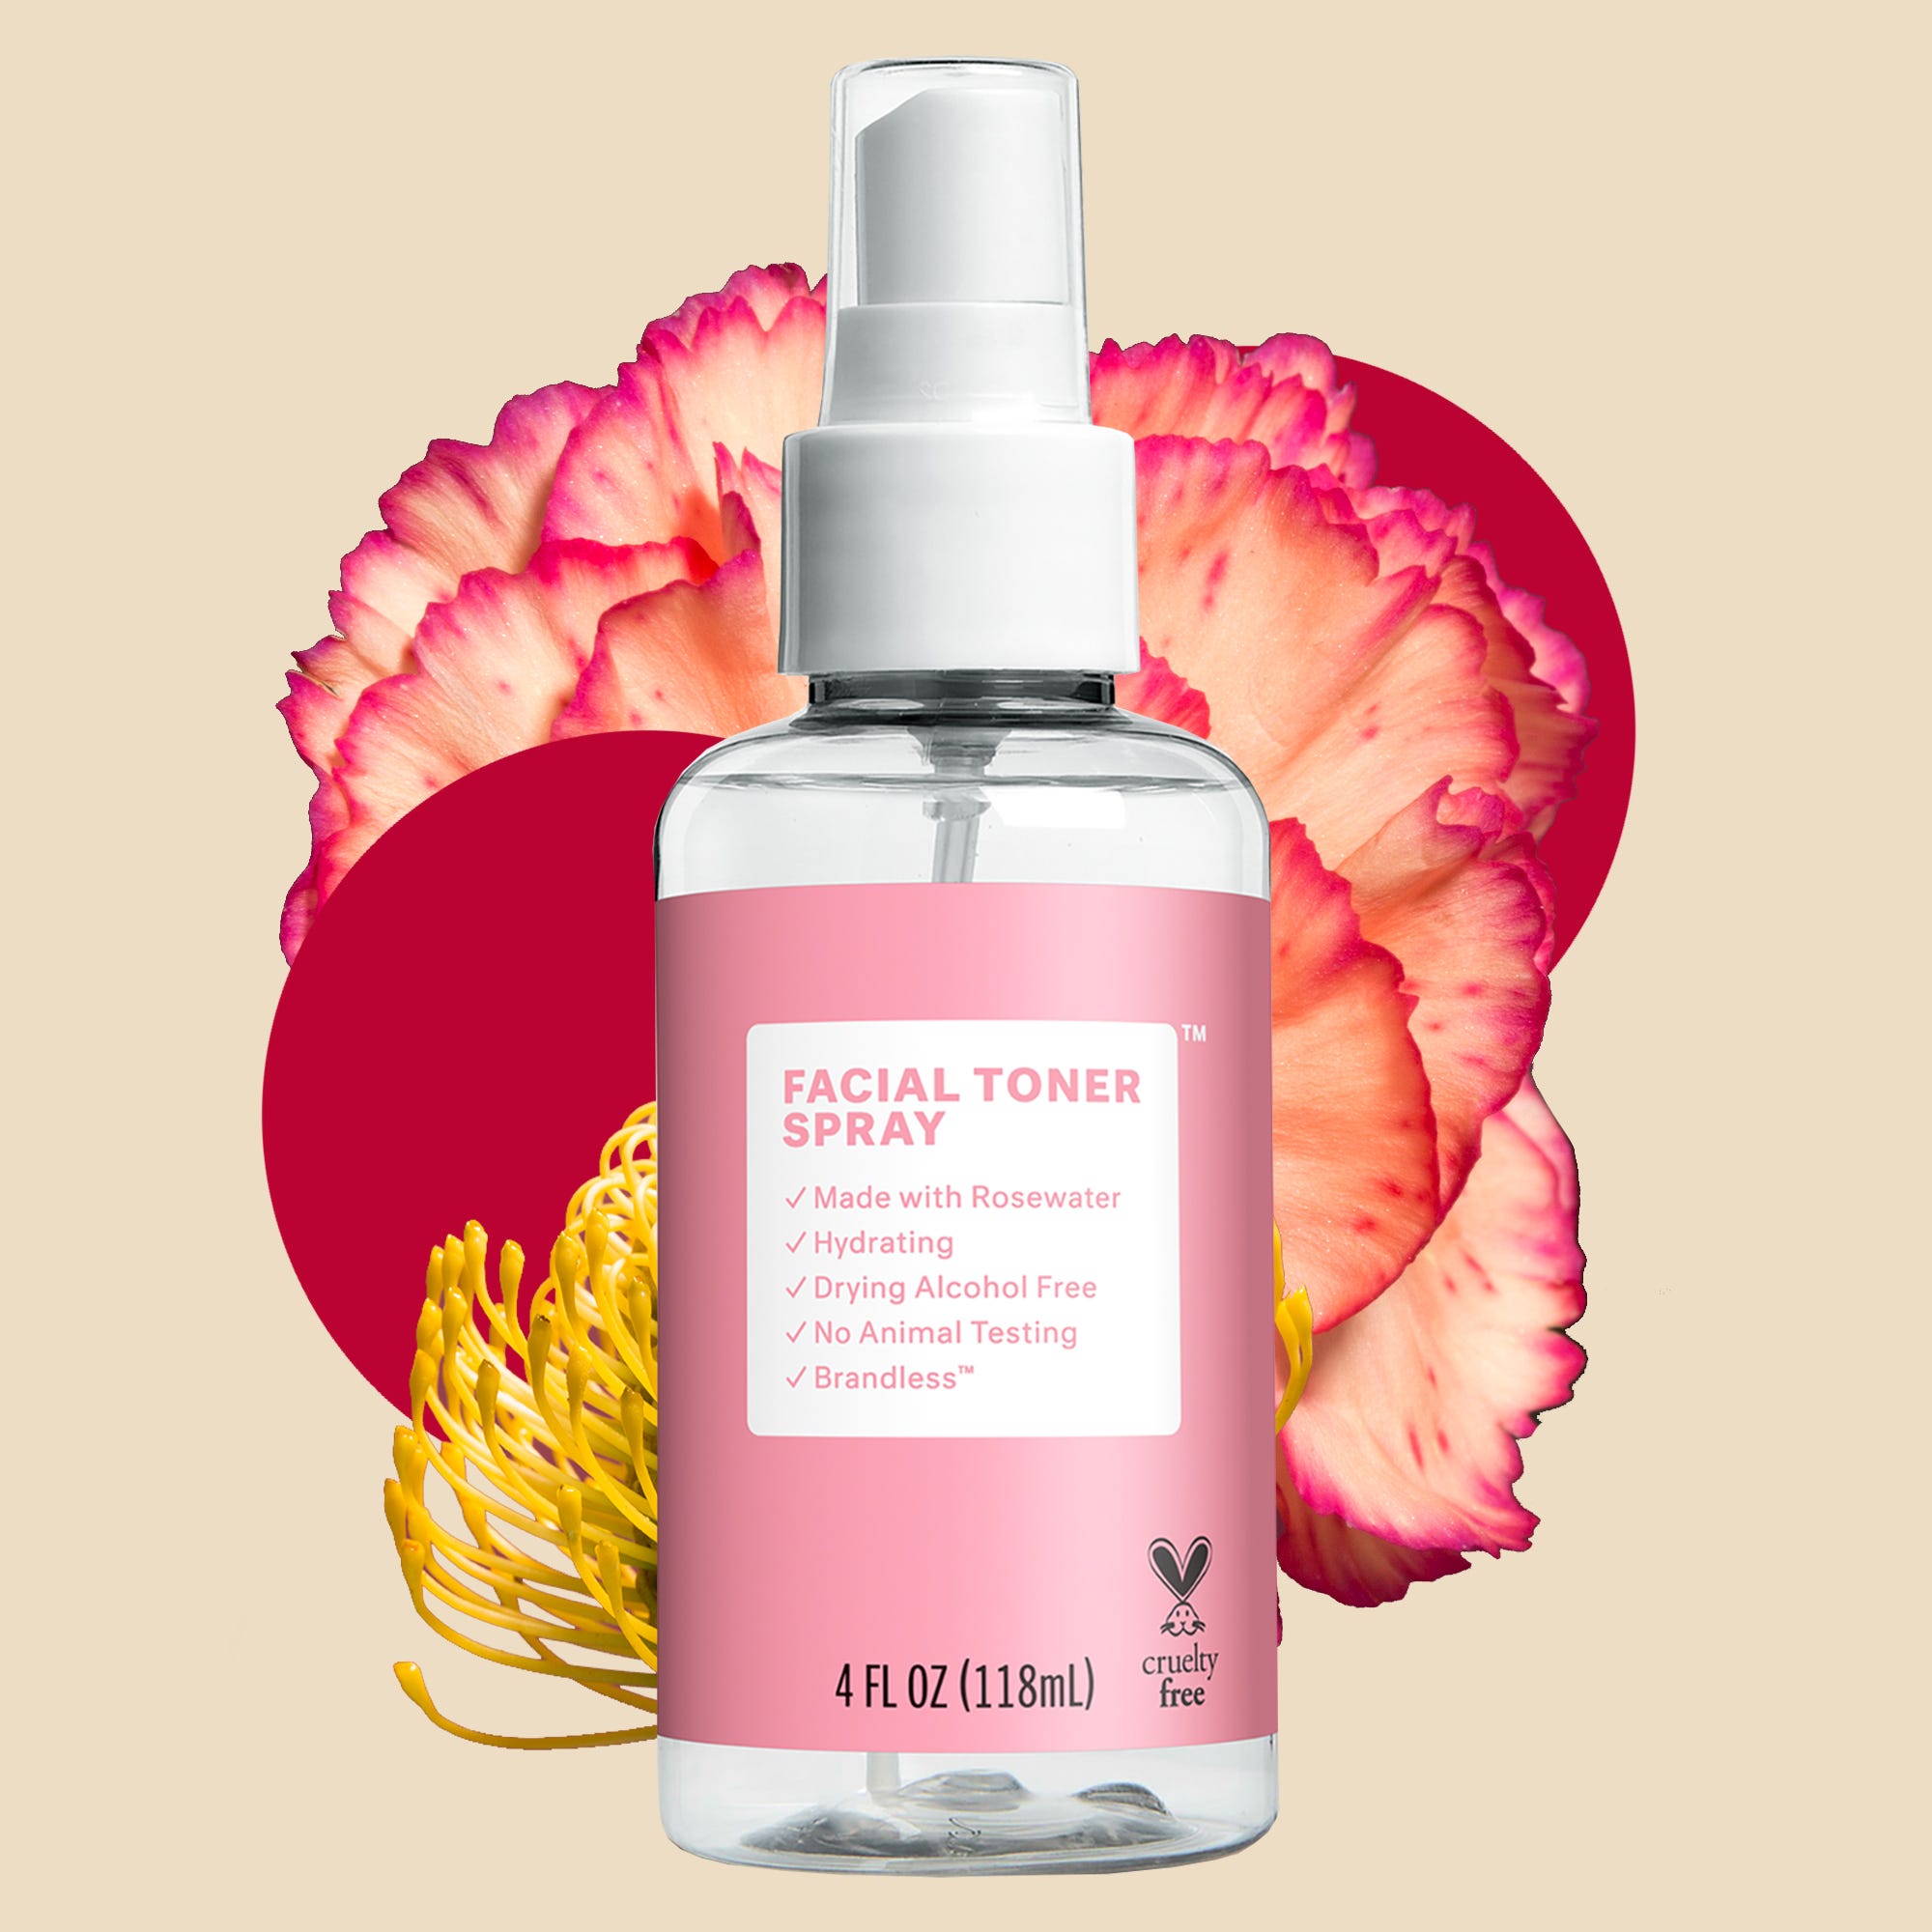 TM
FACIAL TONER
SPRAY
✓ Made with Rosewater
✓ Hydrating
✓ Drying Alcohol Free
✓ No Animal Testing
✓ Brandless™
4 FL OZ (118mL)
cruelty
free